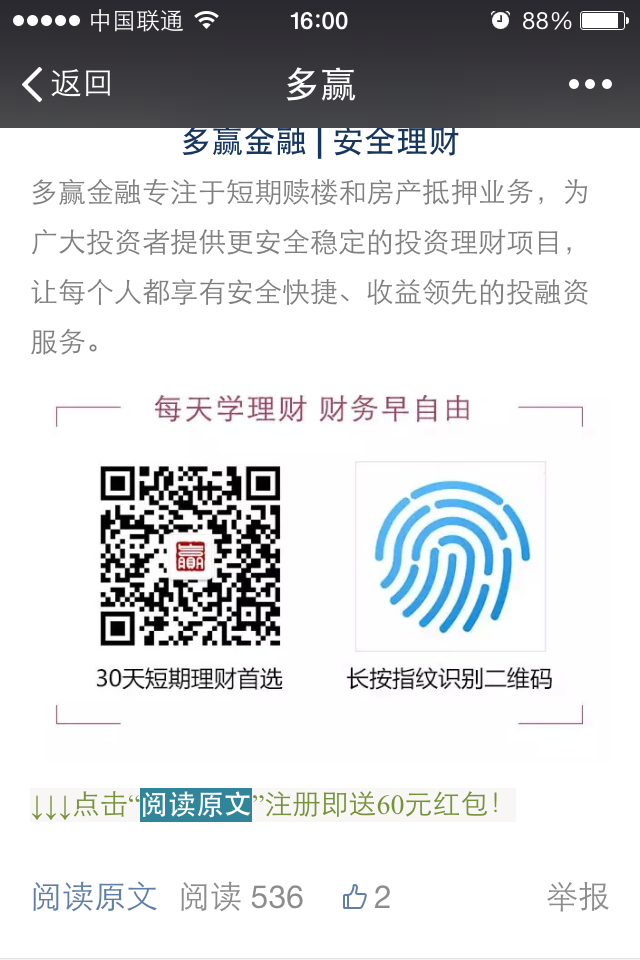 中国联通 16:00 88%
返回 多赢
多赢金融 | 安全理财
多赢金融专注于短期赎楼和房产抵押业务，为
广大投资者提供更安全稳定的投资理财项目，
让每个人都享有安全快捷、收益领先的投融资
服务。
每天学理财 财务早自由
赢
30天短期理财首选 长按指纹识别二维码
↓↓↓点击“阅读原文”注册即送60元红包！
阅读原文 阅读 536 2 举报